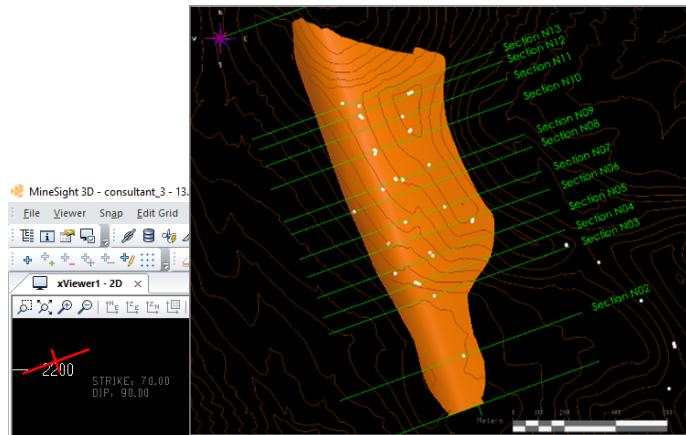 N
W
E
S
Section N13
Section N12
Section N11
Section N10
Section N09
Section N08
Section N07
Section N06
Section N05
Section N04
Section N03
Section N02
Meters
MineSight 3D - consultant_3 - 13.
File Viewer Snap Edit Grid
xViewer1 - 2D
2200
STRIKE: 70.00
DIP: 90.00